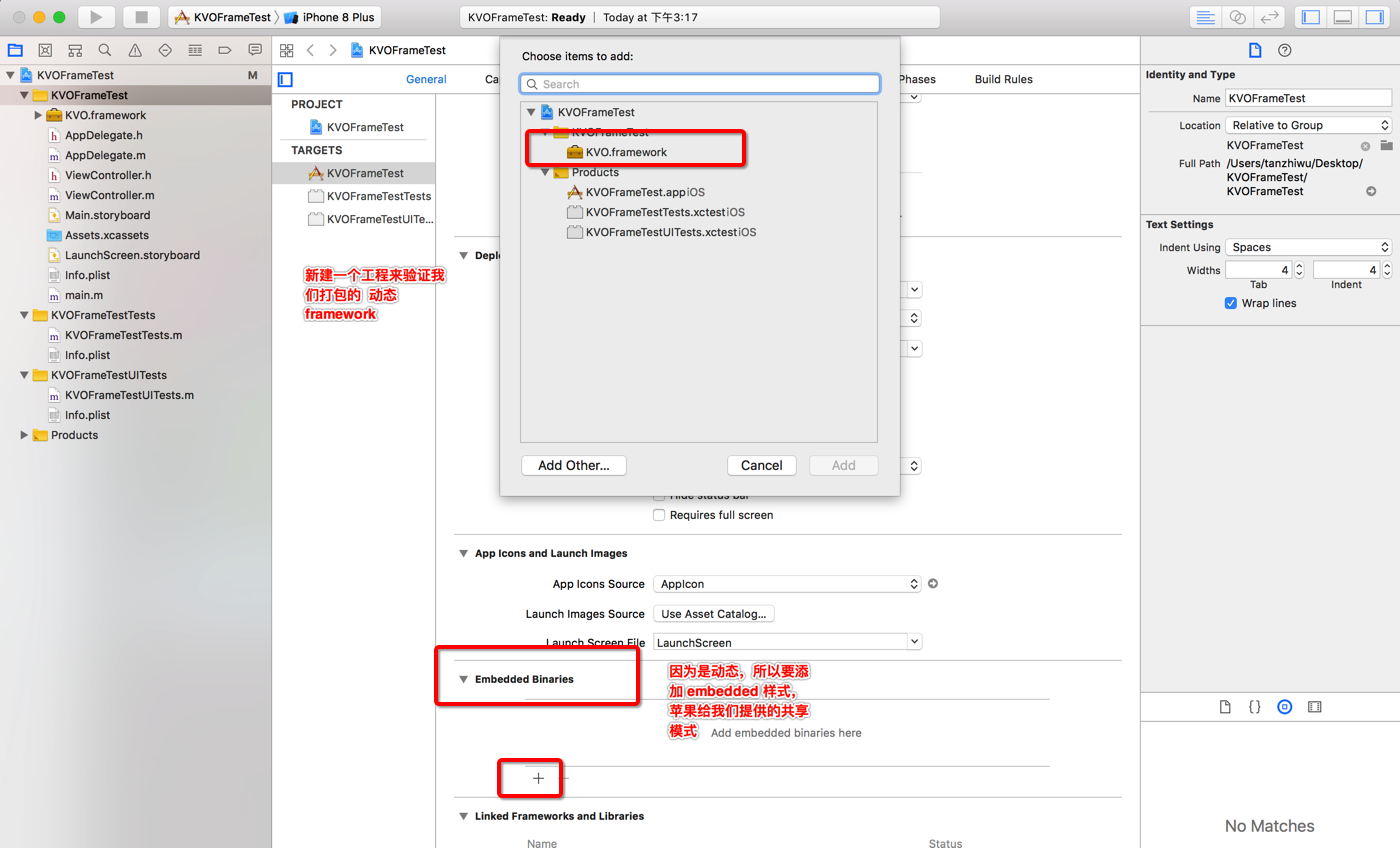 KVOFrameTest
iPhone 8 Plus
KVOFrameTest: Ready
Today at 下午3:17
KVOFrameTest
M
KVOFrameTest
KVO.framework
AppDelegate.h
AppDelegate.m
ViewController.h
ViewController.m
Main.storyboard
Assets.xcassets
LaunchScreen.storyboard
Info.plist
main.m
KVOFrameTestTests
KVOFrameTestTests.m
Info.plist
KVOFrameTestUITests
KVOFrameTestUITests.m
Info.plist
Products
KVOFrameTest
General
Ca
Phases
Build Rules
PROJECT
KVOFrameTest
TARGETS
KVOFrameTest
KVOFrameTestTests
KVOFrameTestUITe...
新建一个工程来验证我
们打包的 动态
framework
Choose items to add:
Search
KVOFrameTest
KVOFrameTest
KVO.framework
Products
KVOFrameTest.app iOS
KVOFrameTestTests.xctest iOS
KVOFrameTestUITests.xctest iOS
Add Other...
Cancel
Add
Deplo
Hide status bar
Requires full screen
App Icons and Launch Images
App Icons Source
AppIcon
Launch Images Source
Use Asset Catalog...
Launch Screen File
LaunchScreen
Embedded Binaries
因为是动态，所以要添
加 embedded 样式，
苹果给我们提供的共享
模式
Add embedded binaries here
Linked Frameworks and Libraries
Name
Status
Identity and Type
Name
KVOFrameTest
Location
Relative to Group
KVOFrameTest
Full Path
/Users/tanzhiwu/Desktop/
KVOFrameTest/
KVOFrameTest
Text Settings
Indent Using
Spaces
Widths
4
4
Tab
Indent
Wrap lines
No Matches